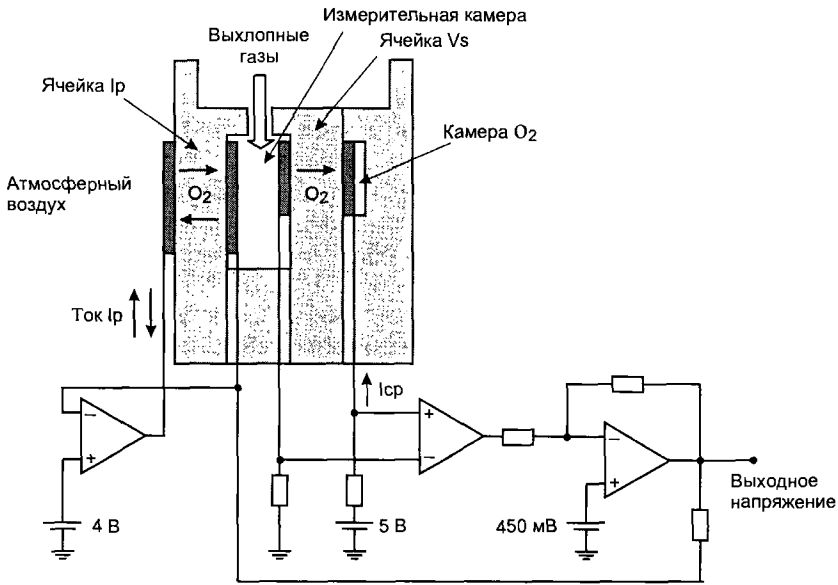 Измерительная камера
Выхлопные
газы
Ячейка Vs
Ячейка Ip
Камера O2
Атмосферный
воздух
O2
O2
Ток Ip
Icp
−
+
+
−
−
+
4 В
5 В
450 мВ
Выходное
напряжение